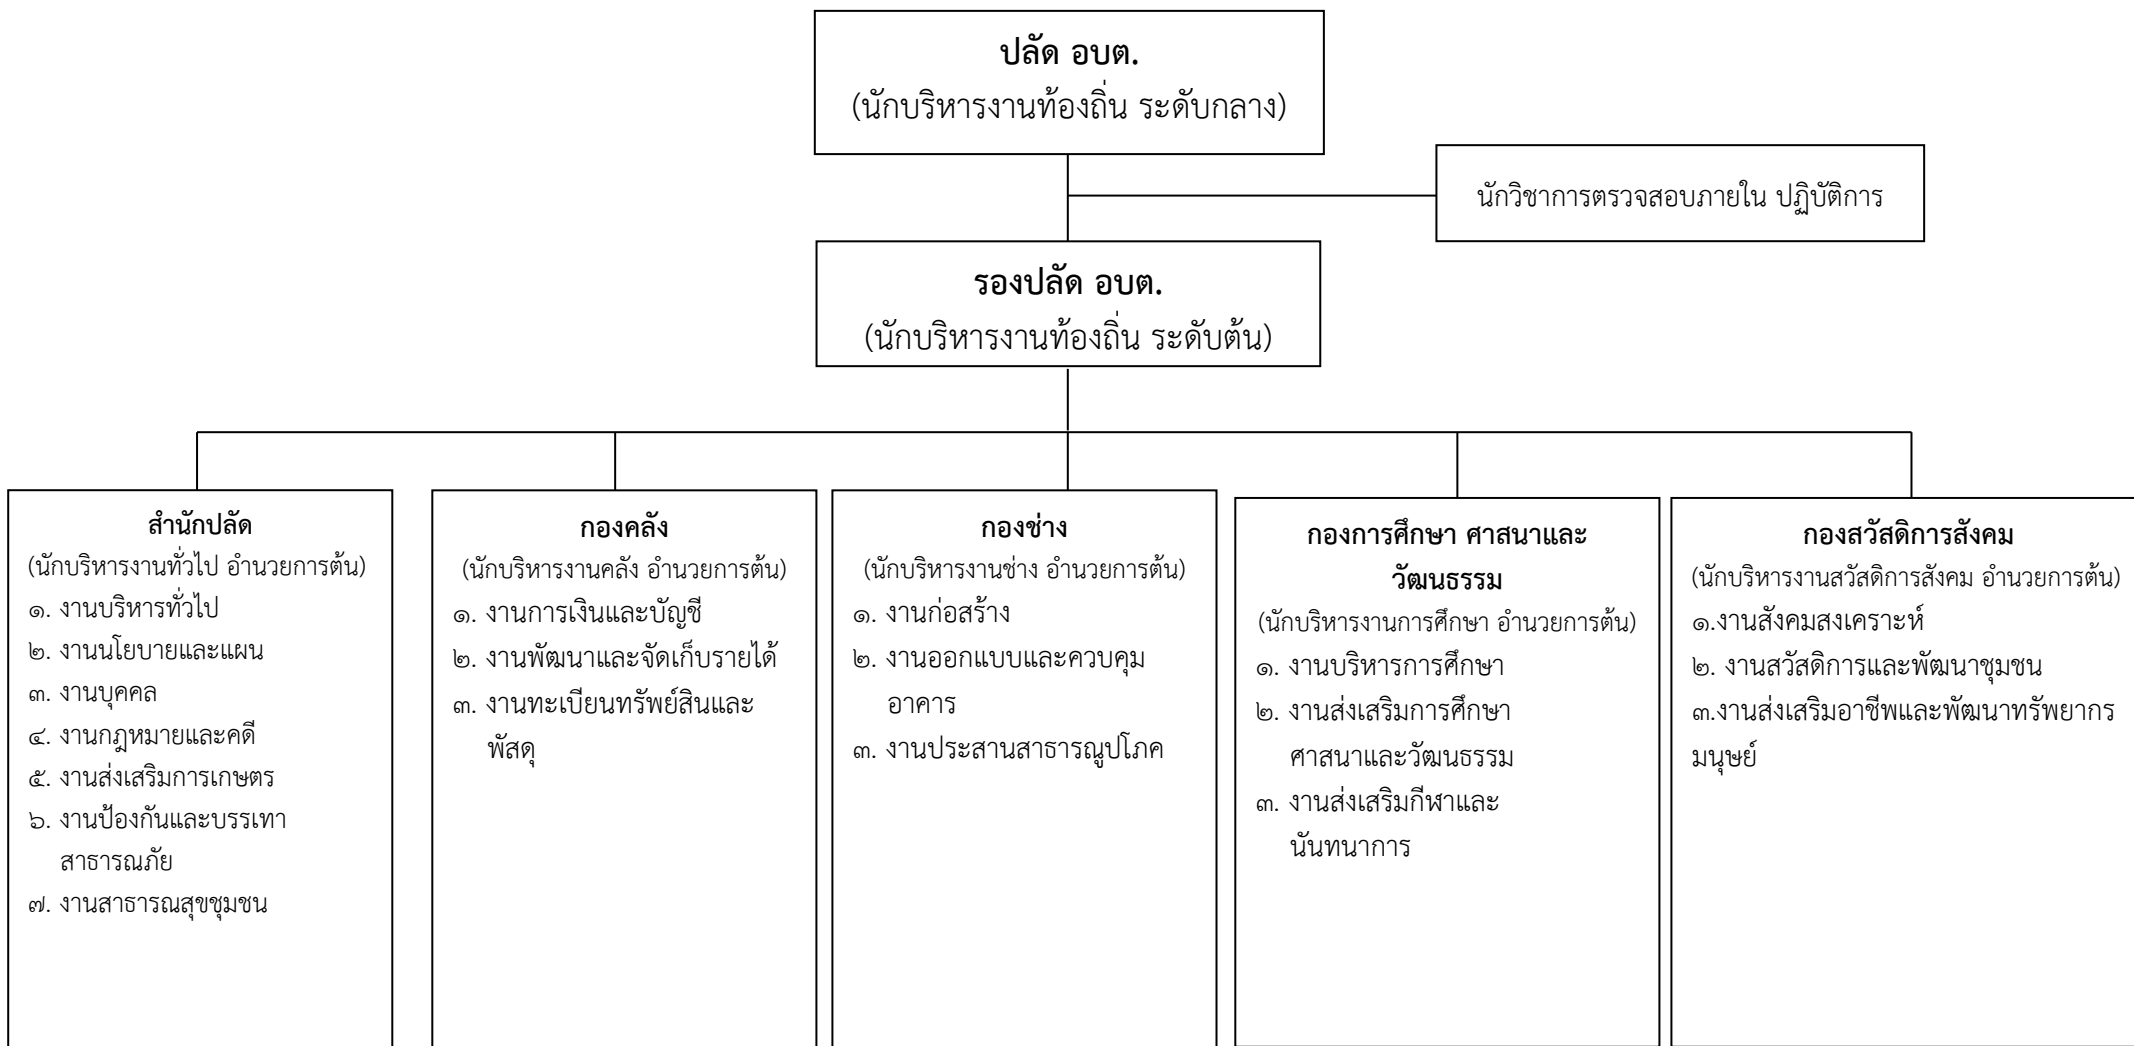 ปลัด อบต.
(นักบริหารงานท้องถิ่น ระดับกลาง)
นักวิชาการตรวจสอบภายใน ปฏิบัติการ
รองปลัด อบต.
(นักบริหารงานท้องถิ่น ระดับต้น)
สำนักปลัด
(นักบริหารงานทั่วไป อำนวยการต้น)
๑. งานบริหารทั่วไป
๒. งานนโยบายและแผน
๓. งานบุคคล
๔. งานกฎหมายและคดี
๕. งานส่งเสริมการเกษตร
๖. งานป้องกันและบรรเทา
สาธารณภัย
๗. งานสาธารณสุขชุมชน
กองคลัง
(นักบริหารงานคลัง อำนวยการต้น)
๑. งานการเงินและบัญชี
๒. งานพัฒนาและจัดเก็บรายได้
๓. งานทะเบียนทรัพย์สินและ
พัสดุ
กองช่าง
(นักบริหารงานช่าง อำนวยการต้น)
๑. งานก่อสร้าง
๒. งานออกแบบและควบคุม
อาคาร
๓. งานประสานสาธารณูปโภค
กองการศึกษา ศาสนาและ
วัฒนธรรม
(นักบริหารงานการศึกษา อำนวยการต้น)
๑. งานบริหารการศึกษา
๒. งานส่งเสริมการศึกษา
ศาสนาและวัฒนธรรม
๓. งานส่งเสริมกีฬาและ
นันทนาการ
กองสวัสดิการสังคม
(นักบริหารงานสวัสดิการสังคม อำนวยการต้น)
๑.งานสังคมสงเคราะห์
๒. งานสวัสดิการและพัฒนาชุมชน
๓.งานส่งเสริมอาชีพและพัฒนาทรัพยากร
มนุษย์